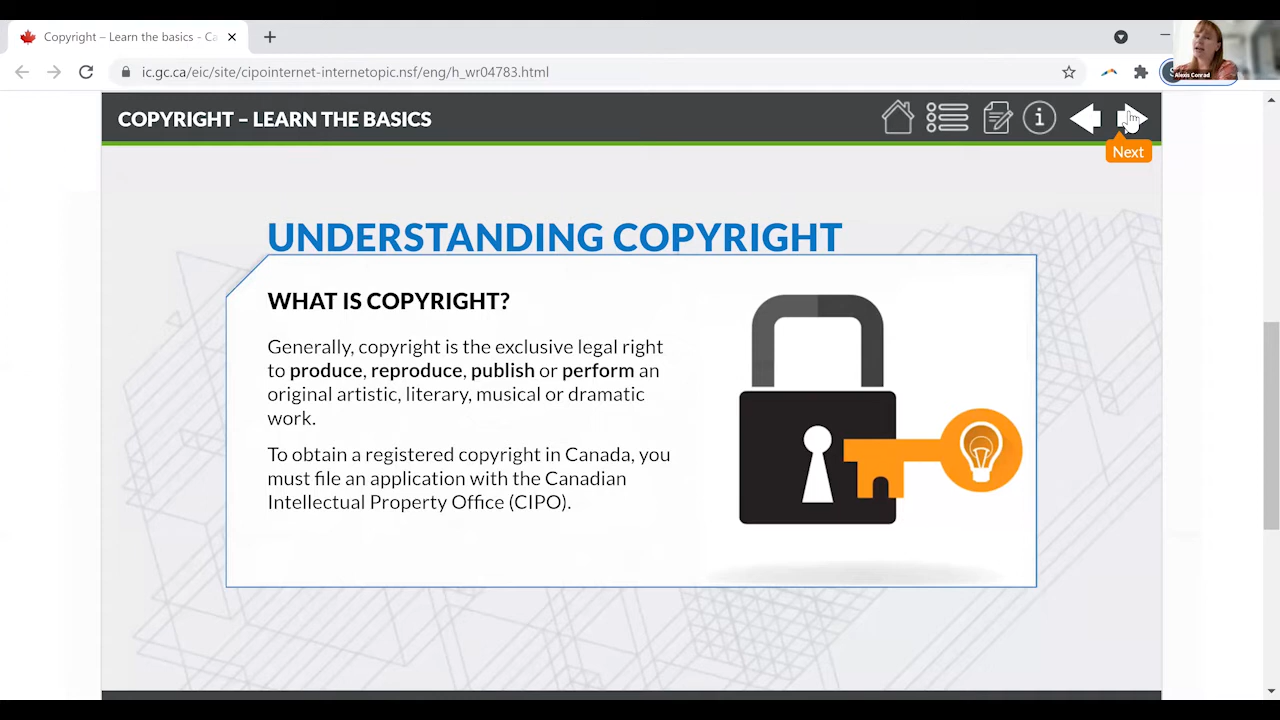 Copyright – Learn the basics - Ca
ic.gc.ca/eic/site/cipointernet-internetopic.nsf/eng/h_wr04783.html
Alexis Conrad
COPYRIGHT – LEARN THE BASICS
Next
UNDERSTANDING COPYRIGHT
WHAT IS COPYRIGHT?
Generally, copyright is the exclusive legal right
to produce, reproduce, publish or perform an
original artistic, literary, musical or dramatic
work.
To obtain a registered copyright in Canada, you
must file an application with the Canadian
Intellectual Property Office (CIPO).